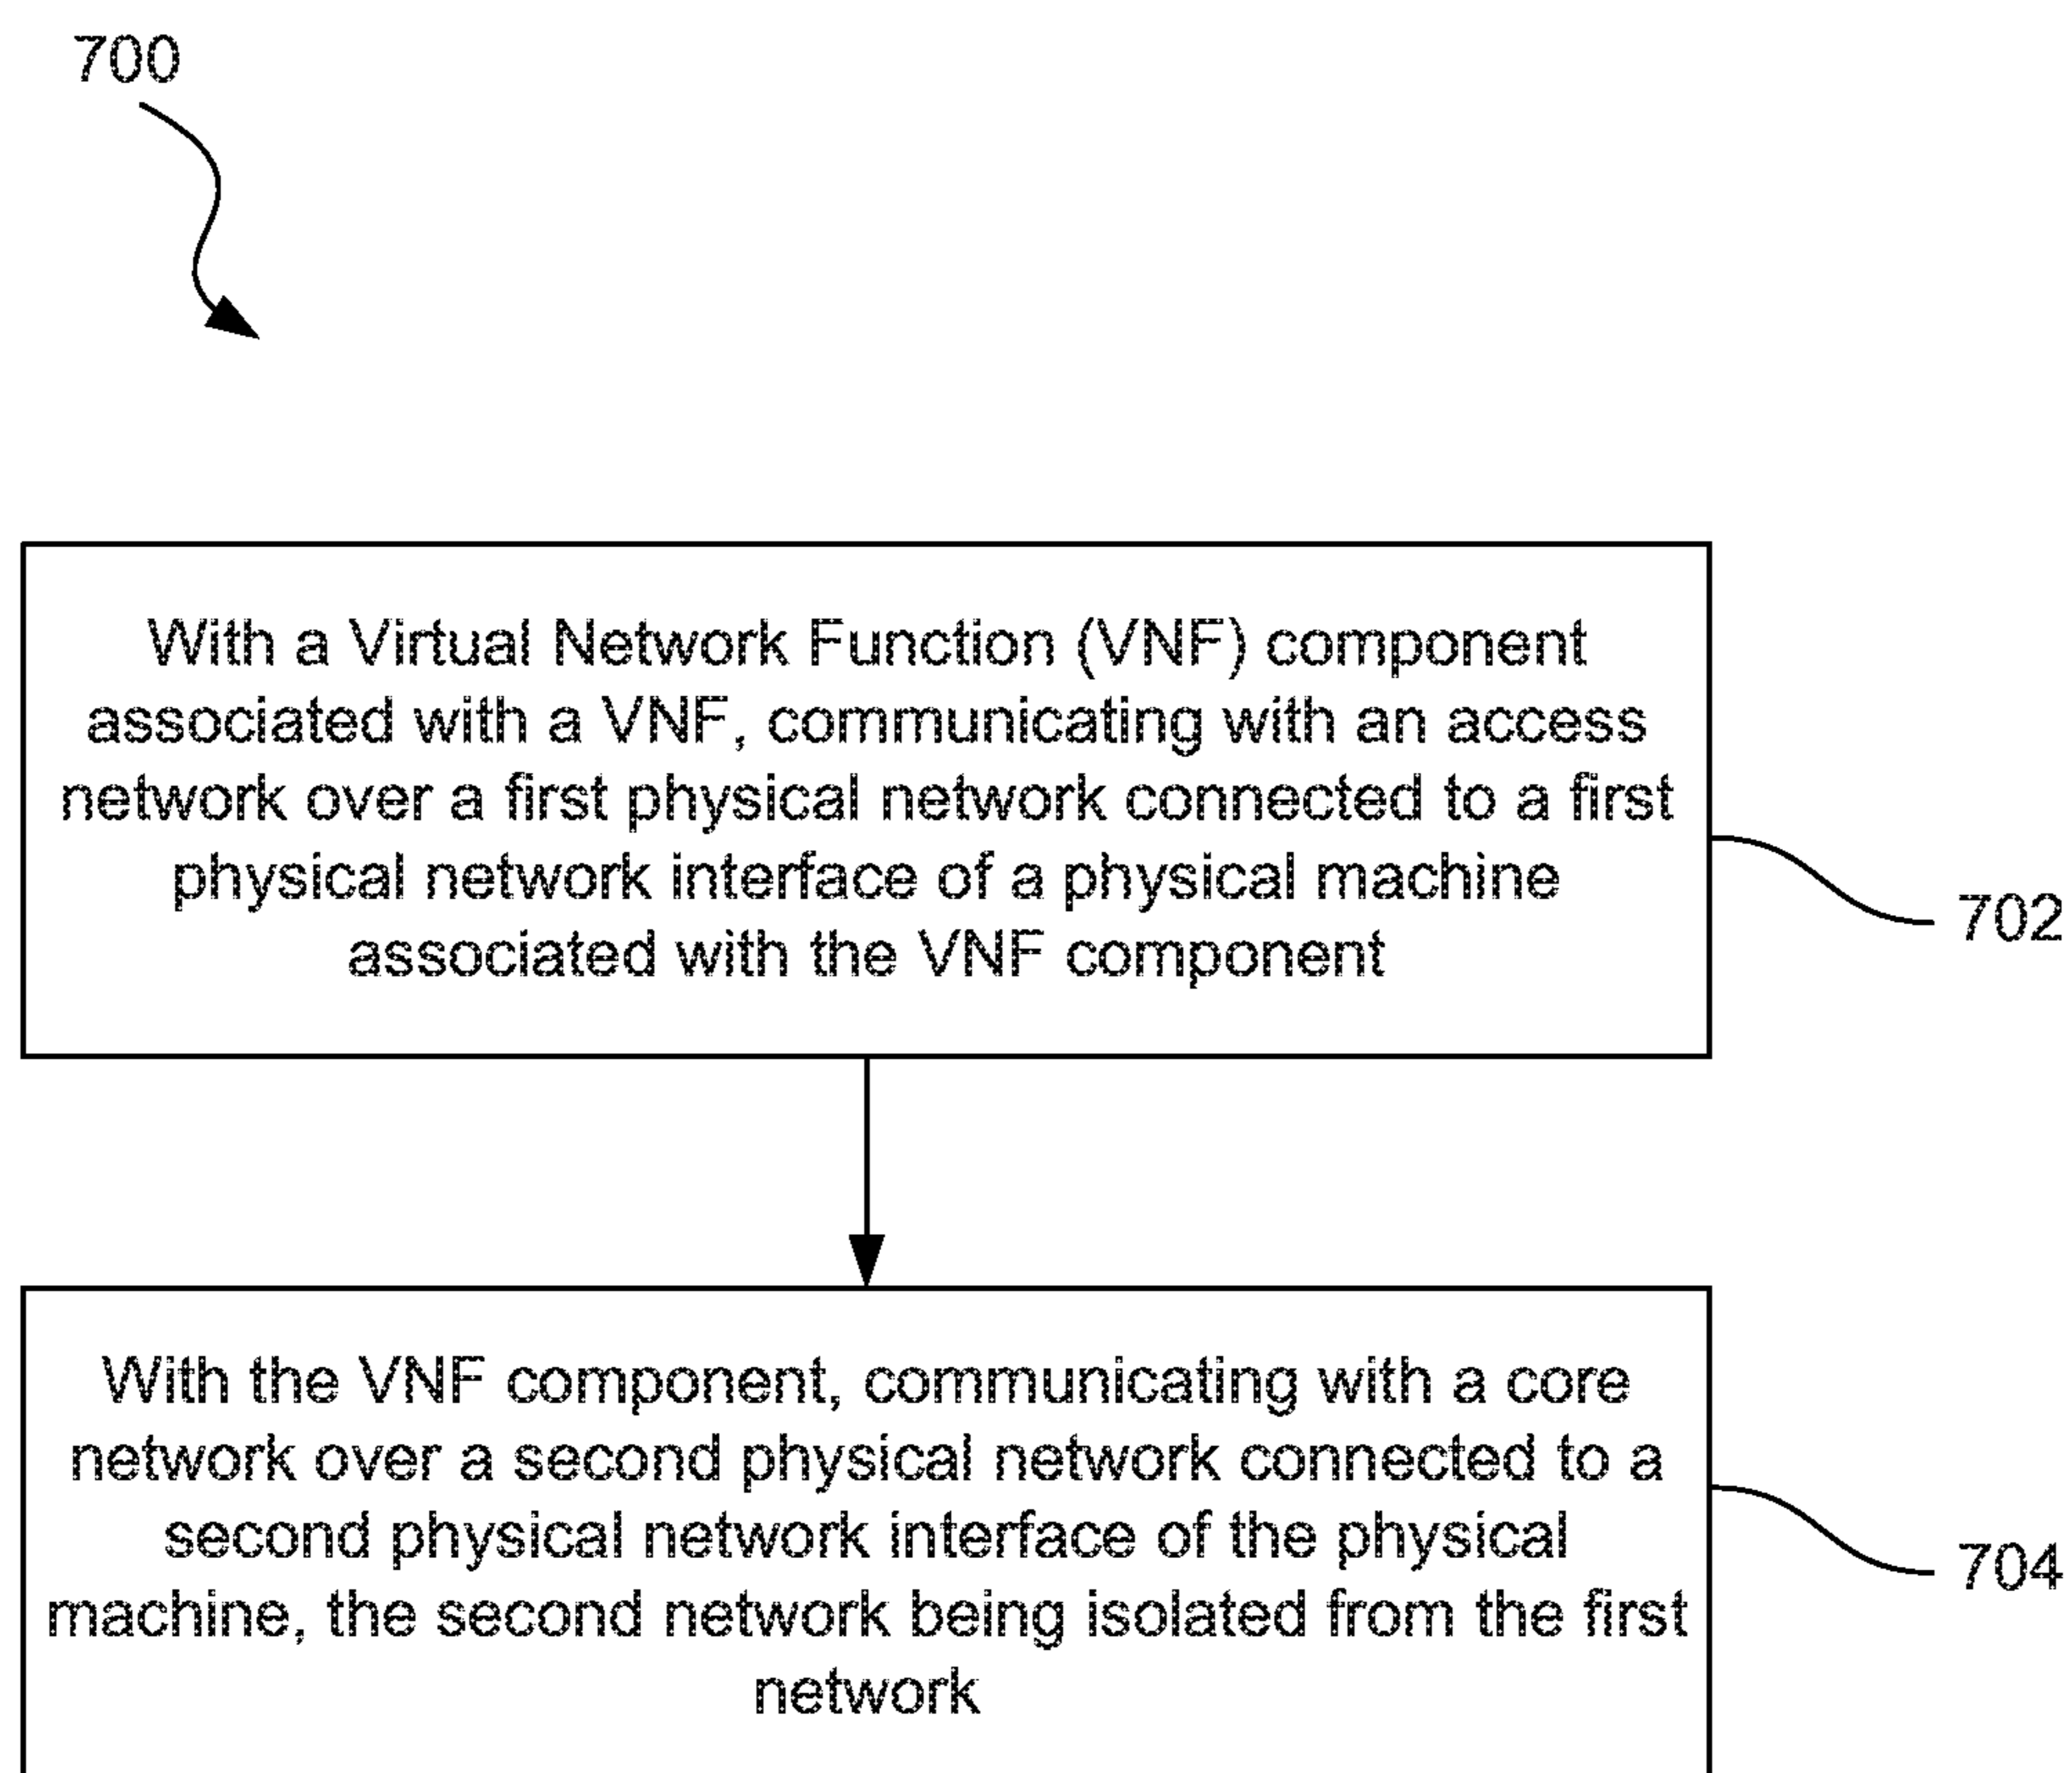 700
With a Virtual Network Function (VNF) component
associated with a VNF, communicating with an access
network over a first physical network connected to a first
physical network interface of a physical machine
associated with the VNF component
702
With the VNF component, communicating with a core
network over a second physical network connected to a
second physical network interface of the physical
machine, the second network being isolated from the first
network
704